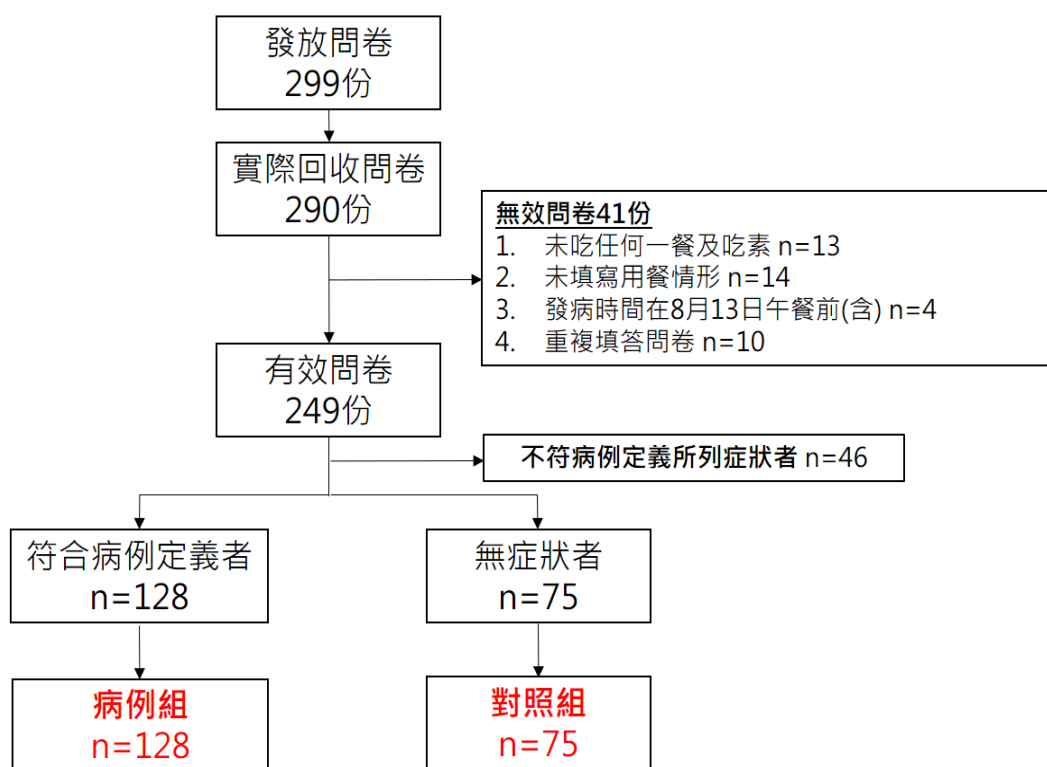 發放問卷
299份
實際回收問卷
290份
無效問卷41份
1. 未吃任何一餐及吃素 n=13
2. 未填寫用餐情形 n=14
3. 發病時間在8月13日午餐前(含) n=4
4. 重複填答問卷 n=10
有效問卷
249份
不符病例定義所列症狀者 n=46
符合病例定義者
n=128
無症狀者
n=75
病例組
n=128
對照組
n=75